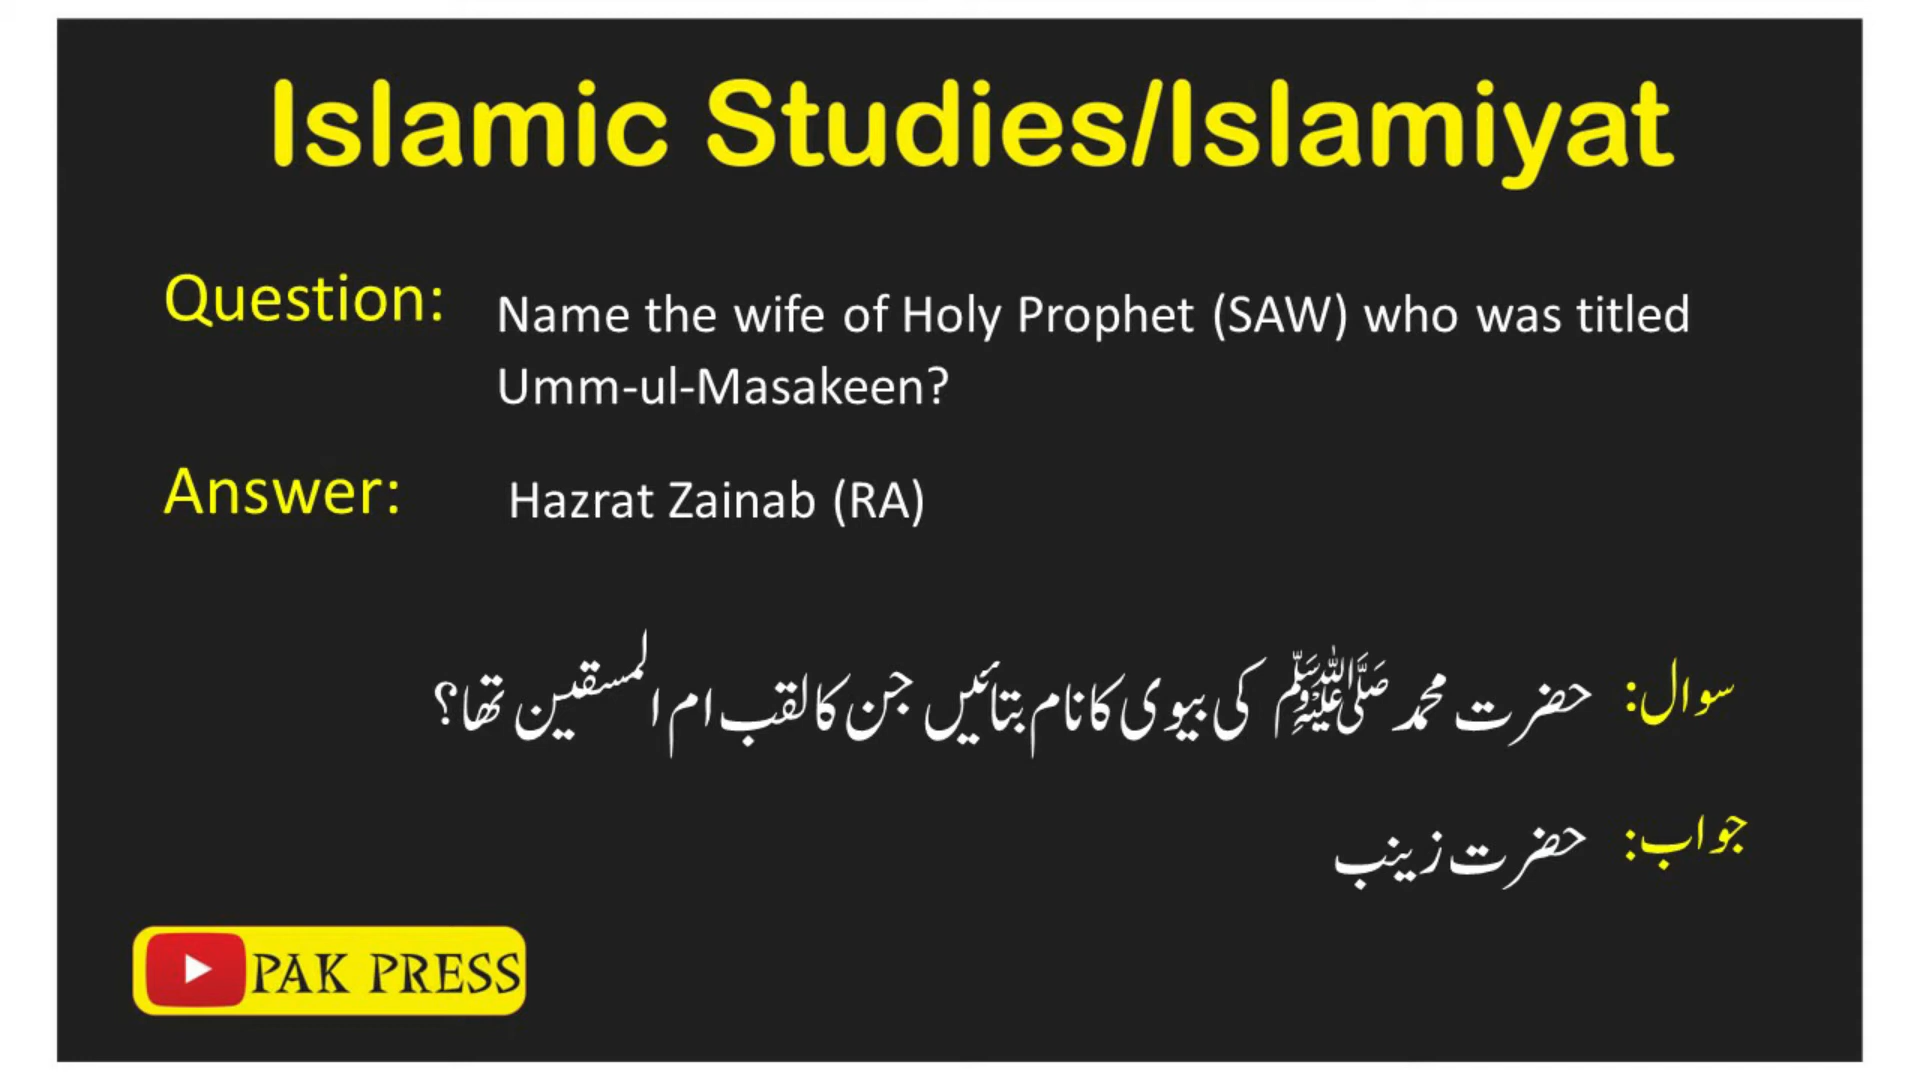 Islamic Studies/Islamiyat
Question: Name the wife of Holy Prophet (SAW) who was titled
Umm-ul-Masakeen?
Answer: Hazrat Zainab (RA)
سوال: حضرت محمد ﷺ کی بیوی کا نام بتائیں جن کا لقب ام المسقین تھا؟
جواب: حضرت زینب
PAK PRESS